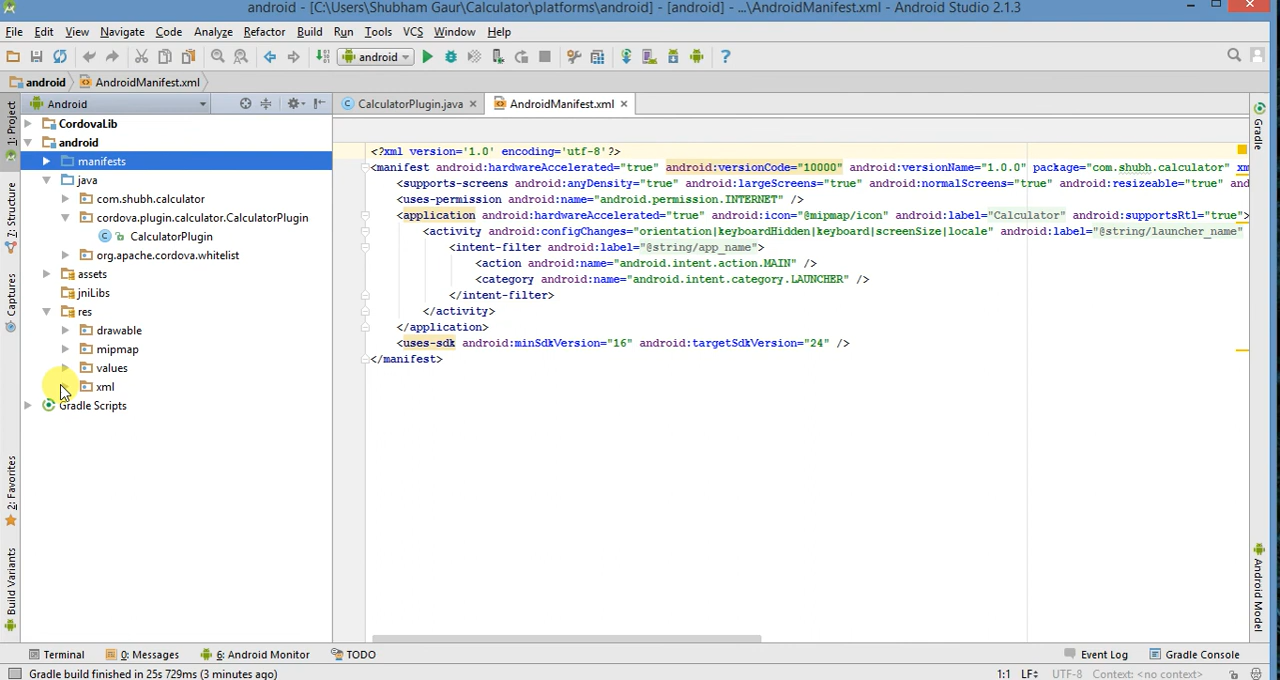 android - [C:\Users\Shubham Gaur\Calculator\platforms\android] - [android] - ...\AndroidManifest.xml - Android Studio 2.1.3
File Edit View Navigate Code Analyze Refactor Build Run Tools VCS Window Help
android
android AndroidManifest.xml
Android
CalculatorPlugin.java AndroidManifest.xml
1: Project
2: Structure
Captures
2: Favorites
Build Variants
CordovaLib
android
manifests
java
com.shubh.calculator
cordova.plugin.calculator.CalculatorPlugin
CalculatorPlugin
org.apache.cordova.whitelist
assets
jniLibs
res
drawable
mipmap
values
xml
Gradle Scripts
<?xml version='1.0' encoding='utf-8'?>
<manifest android:hardwareAccelerated="true" android:versionCode="10000" android:versionName="1.0.0" package="com.shubh.calculator" xm
<supports-screens android:anyDensity="true" android:largeScreens="true" android:normalScreens="true" android:resizeable="true" and
<uses-permission android:name="android.permission.INTERNET" />
<application android:hardwareAccelerated="true" android:icon="@mipmap/icon" android:label="Calculator" android:supportsRtl="true">
<activity android:configChanges="orientation|keyboardHidden|keyboard|screenSize|locale" android:label="@string/launcher_name"
<intent-filter android:label="@string/app_name">
<action android:name="android.intent.action.MAIN" />
<category android:name="android.intent.category.LAUNCHER" />
</intent-filter>
</activity>
</application>
<uses-sdk android:minSdkVersion="16" android:targetSdkVersion="24" />
</manifest>
Gradle
Android Model
Terminal 0: Messages 6: Android Monitor TODO Event Log Gradle Console
Gradle build finished in 25s 729ms (3 minutes ago) 1:1 LF÷ UTF-8 Context: <no context>